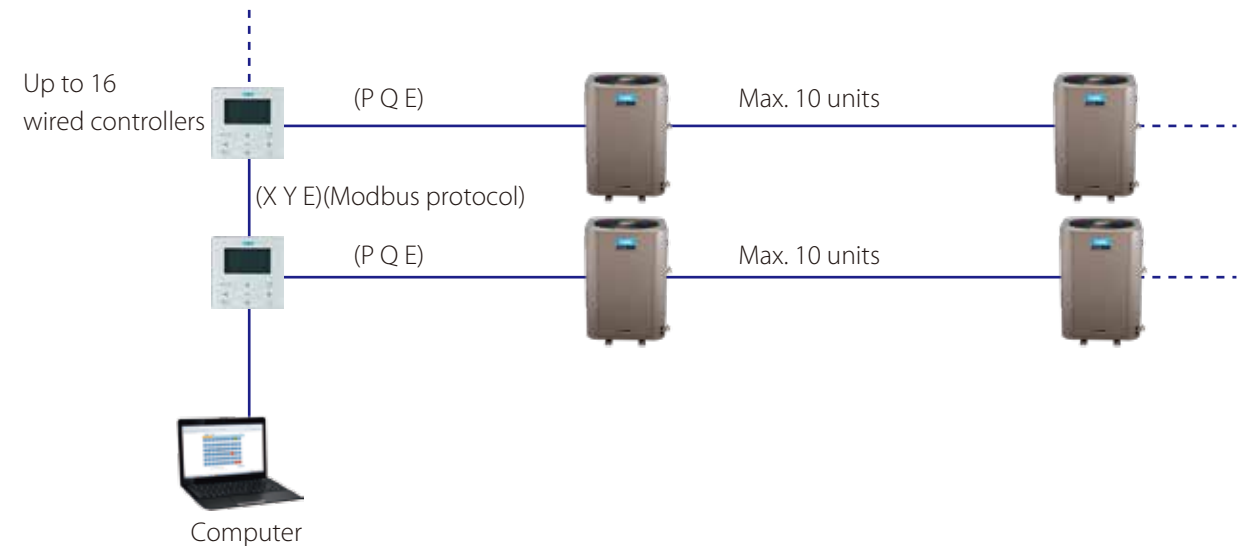 Up to 16
wired controllers
(P Q E)
Max. 10 units
(X Y E)(Modbus protocol)
(P Q E)
Max. 10 units
Computer